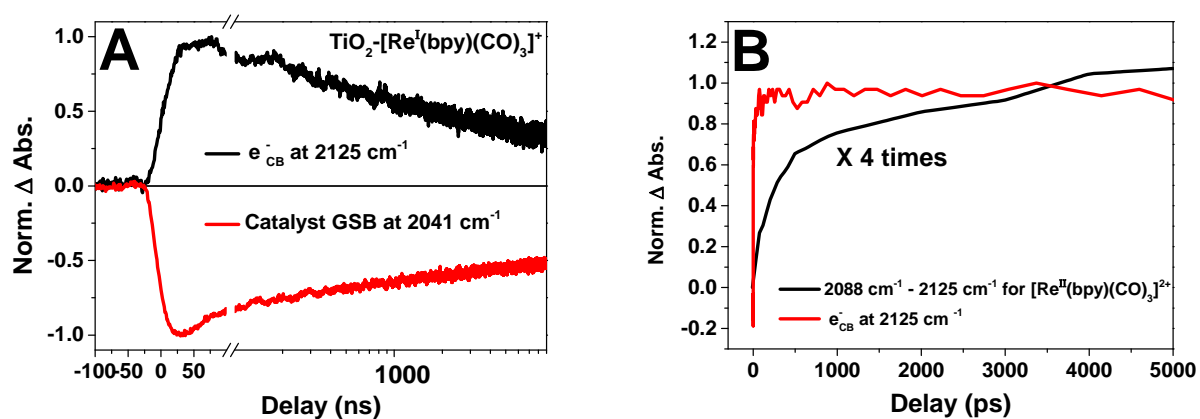 A
TiO₂-[Reᴵ(bpy)(CO)₃]⁺
1.0
0.5
0.0
-0.5
-1.0
Norm. Δ Abs.
e⁻CB at 2125 cm⁻¹
Catalyst GSB at 2041 cm⁻¹
-100 -50 0 50 1000
Delay (ns)
B
1.2
1.0
0.8
0.6
0.4
0.2
0.0
-0.2
Norm. Δ Abs.
X 4 times
2088 cm⁻¹ - 2125 cm⁻¹ for [Reᴵᴵ(bpy)(CO)₃]²⁺
e⁻CB at 2125 cm⁻¹
0 1000 2000 3000 4000 5000
Delay (ps)